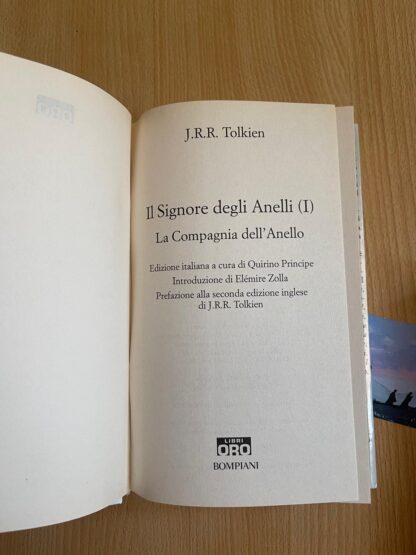 J.R.R. Tolkien
Il Signore degli Anelli (I)
La Compagnia dell'Anello
Edizione italiana a cura di Quirino Principe
Introduzione di Elémire Zolla
Prefazione alla seconda edizione inglese
di J.R.R. Tolkien
LIBRI
ORO
BOMPIANI